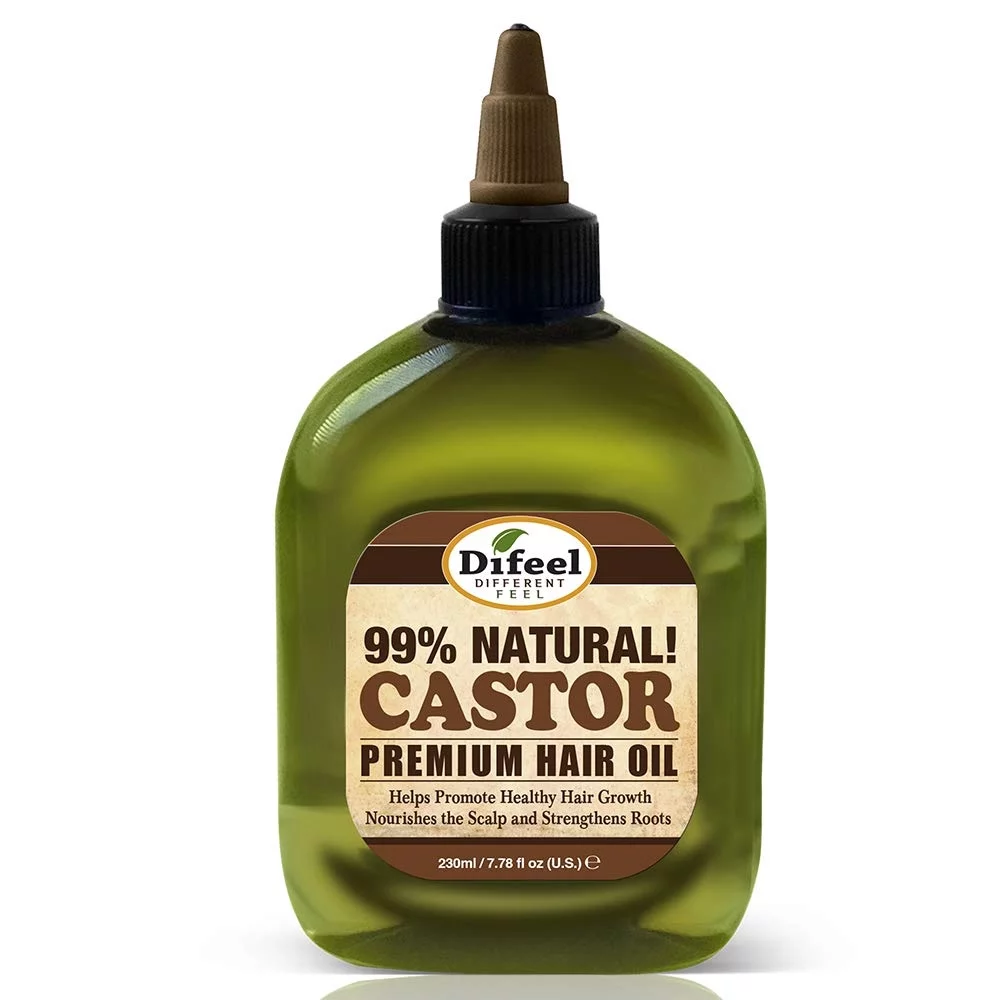 Difeel
DIFFERENT
FEEL
99% NATURAL!
CASTOR
PREMIUM HAIR OIL
Helps Promote Healthy Hair Growth
Nourishes the Scalp and Strengthens Roots
230ml / 7.78 fl oz (U.S.) ℮